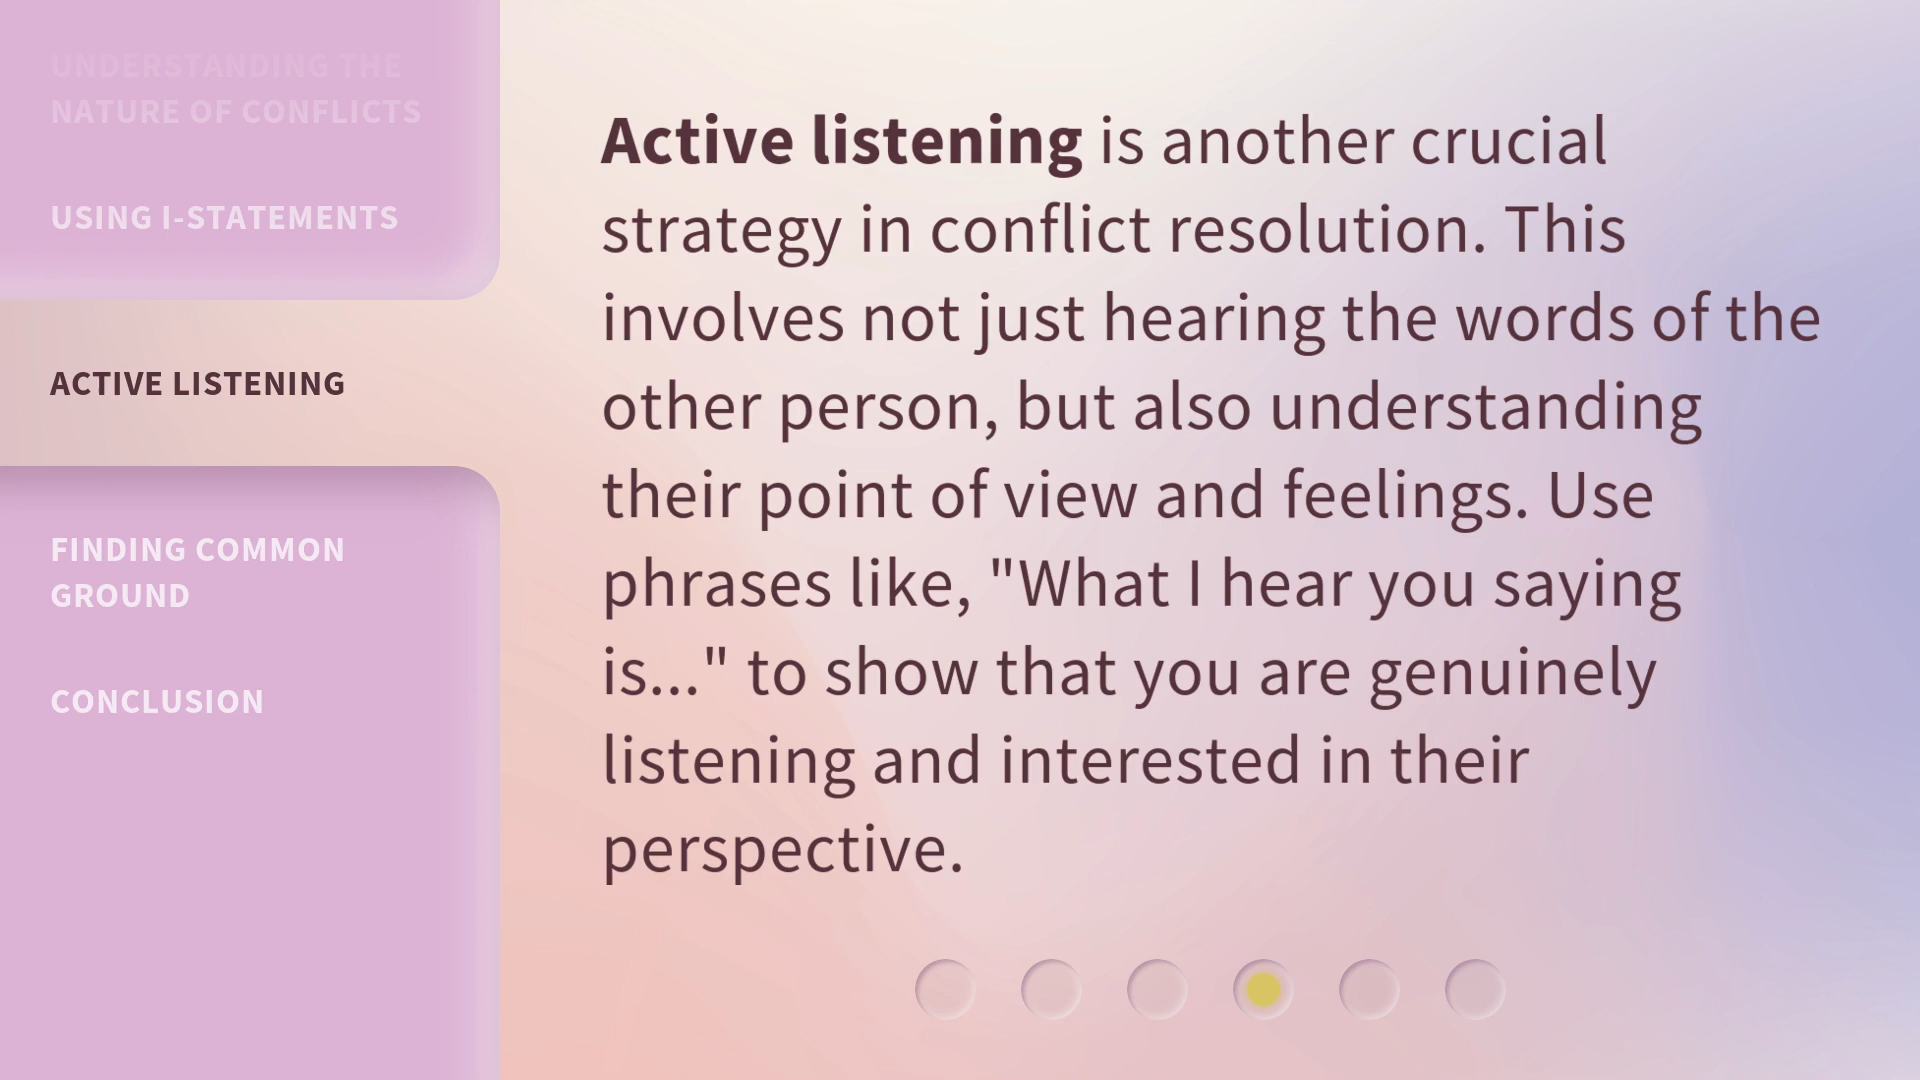 UNDERSTANDING THE
NATURE OF CONFLICTS
USING I-STATEMENTS
ACTIVE LISTENING
FINDING COMMON
GROUND
CONCLUSION
Active listening is another crucial
strategy in conflict resolution. This
involves not just hearing the words of the
other person, but also understanding
their point of view and feelings. Use
phrases like, "What I hear you saying
is..." to show that you are genuinely
listening and interested in their
perspective.